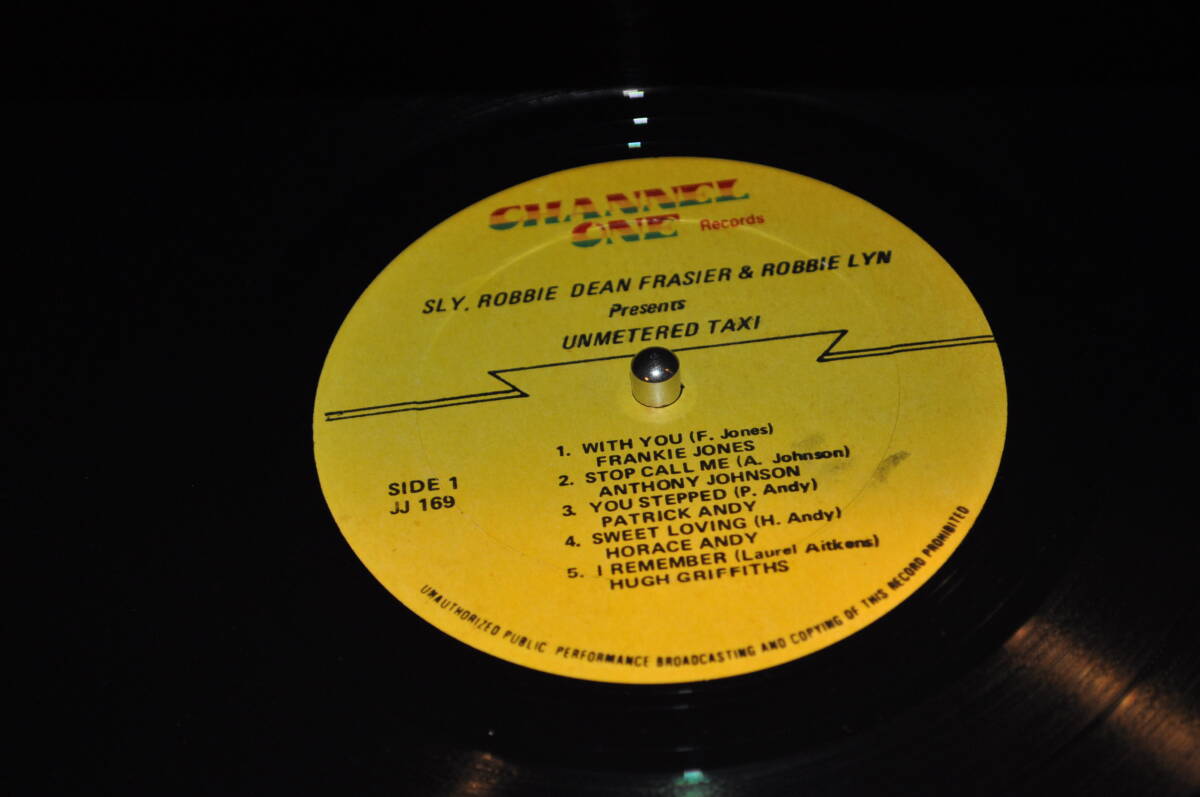 CHANNEL
ONE Records
SLY, ROBBIE DEAN FRASIER & ROBBIE LYN
Presents
UNMETERED TAXI
SIDE 1
JJ 169
1. WITH YOU (F. Jones)
FRANKIE JONES
2. STOP CALL ME (A. Johnson)
ANTHONY JOHNSON
3. YOU STEPPED (P. Andy)
PATRICK ANDY
4. SWEET LOVING (H. Andy)
HORACE ANDY
5. I REMEMBER (Laurel Aitkens)
HUGH GRIFFITHS
UNAUTHORIZED PUBLIC PERFORMANCE BROADCASTING AND COPYING OF THIS RECORD PROHIBITED